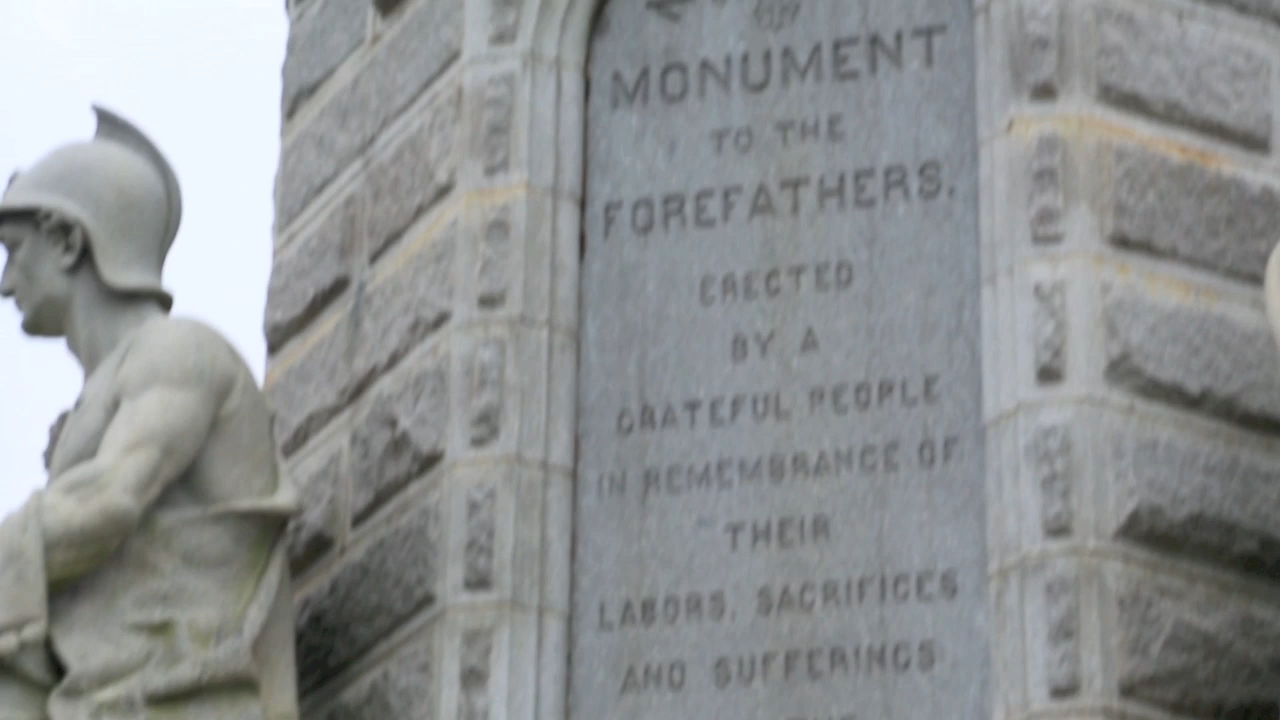 MONUMENT
TO THE
FOREFATHERS.
ERECTED
BY A
GRATEFUL PEOPLE
IN REMEMBRANCE OF
THEIR
LABORS, SACRIFICES
AND SUFFERINGS